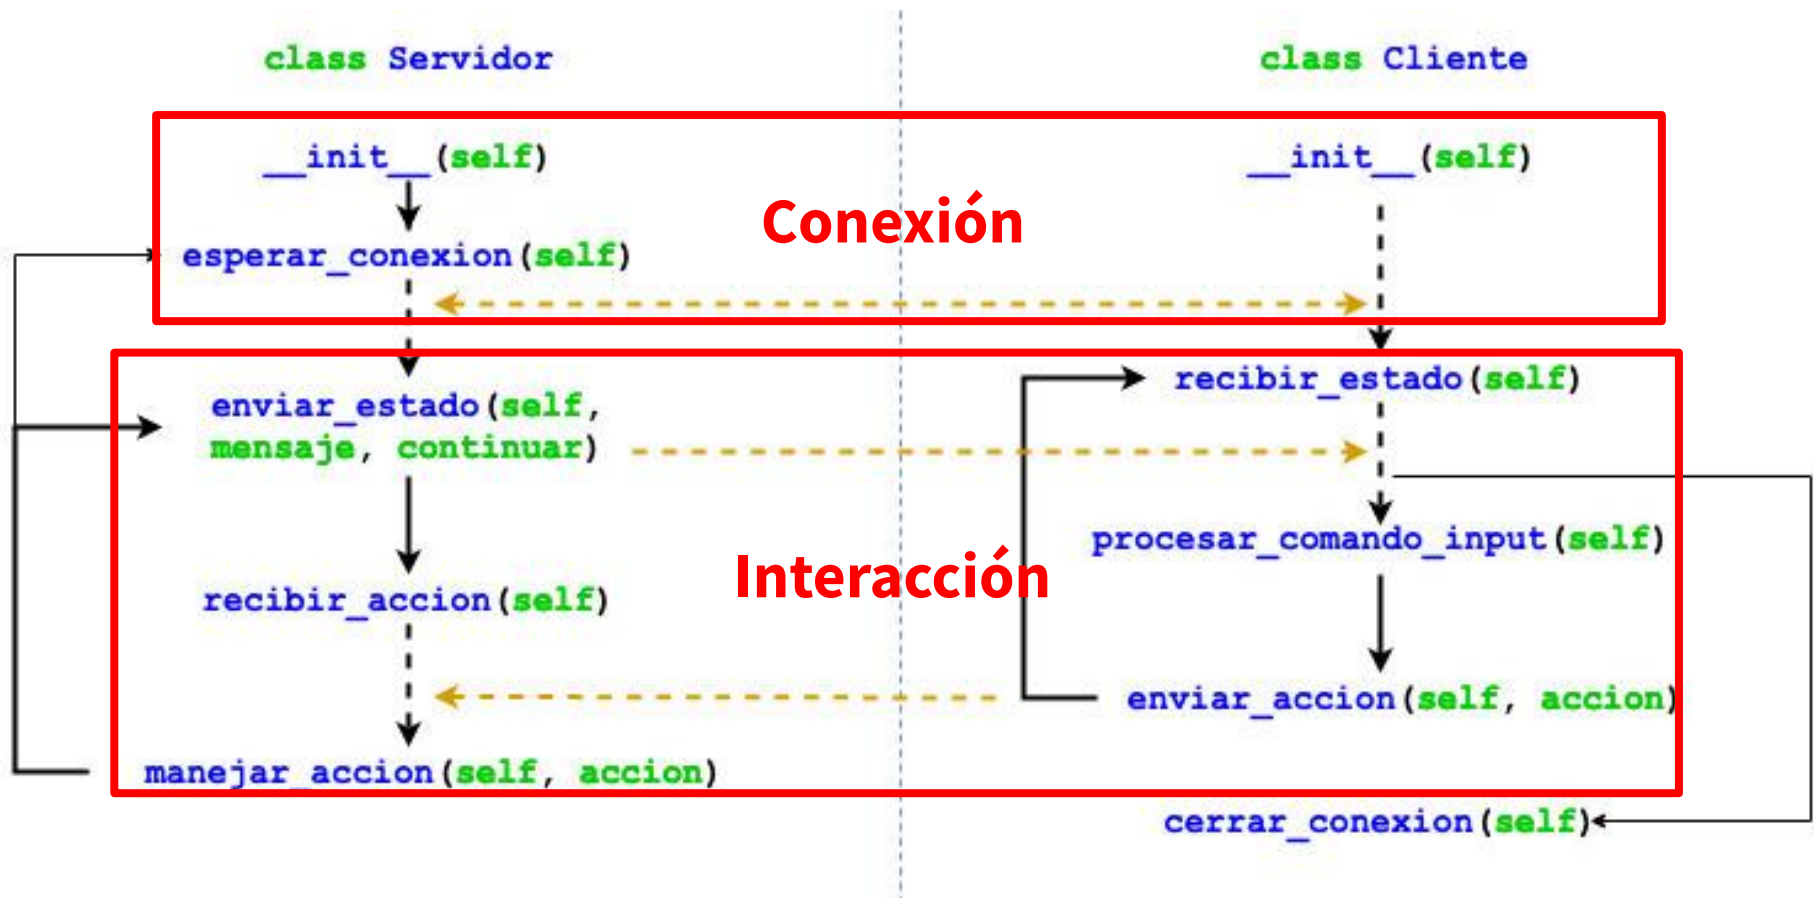 class Servidor
class Cliente
__init__(self)
__init__(self)
Conexión
esperar_conexion(self)
recibir_estado(self)
enviar_estado(self,
mensaje, continuar)
procesar_comando_input(self)
Interacción
recibir_accion(self)
enviar_accion(self, accion)
manejar_accion(self, accion)
cerrar_conexion(self)